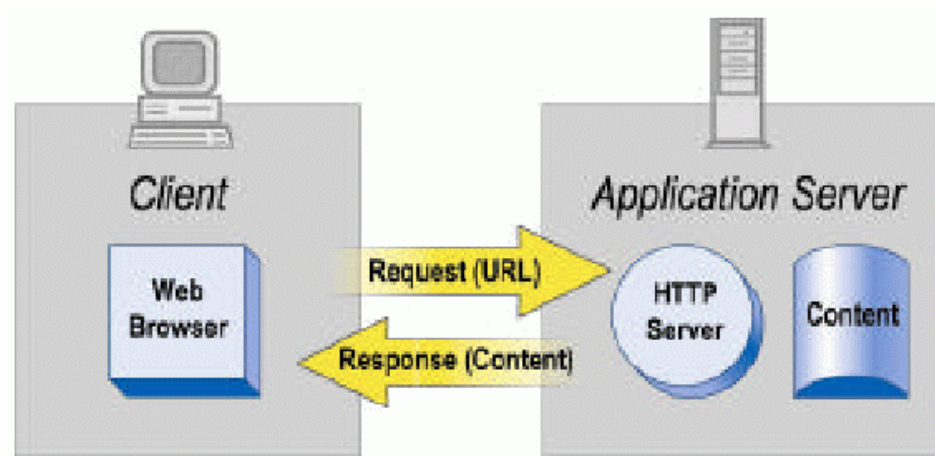 Client
Application Server
Web
Browser
Request (URL)
Response (Content)
HTTP
Server
Content